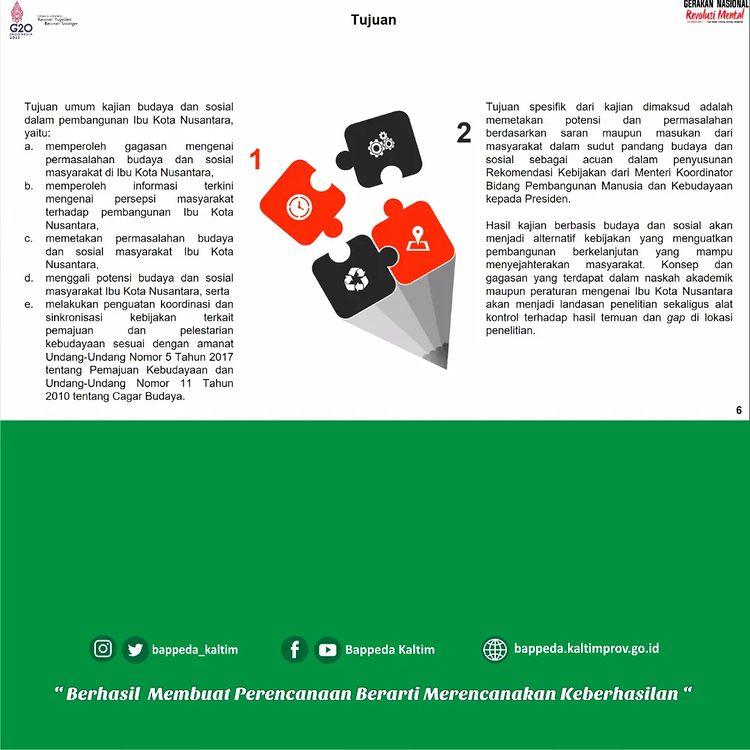 G20
INDONESIA
2022
Recover Together
Recover Stronger
Tujuan
GERAKAN NASIONAL
Revolusi Mental
Tujuan umum kajian budaya dan sosial
dalam pembangunan Ibu Kota Nusantara,
yaitu:
a. memperoleh gagasan mengenai
permasalahan budaya dan sosial
masyarakat di Ibu Kota Nusantara,
b. memperoleh informasi terkini
mengenai persepsi masyarakat
terhadap pembangunan Ibu Kota
Nusantara,
c. memetakan permasalahan budaya
dan sosial masyarakat Ibu Kota
Nusantara,
d. menggali potensi budaya dan sosial
masyarakat Ibu Kota Nusantara, serta
e. melakukan penguatan koordinasi dan
sinkronisasi kebijakan terkait
pemajuan dan pelestarian
kebudayaan sesuai dengan amanat
Undang-Undang Nomor 5 Tahun 2017
tentang Pemajuan Kebudayaan dan
Undang-Undang Nomor 11 Tahun
2010 tentang Cagar Budaya.
1
2
Tujuan spesifik dari kajian dimaksud adalah
memetakan potensi dan permasalahan
berdasarkan saran maupun masukan dari
masyarakat dalam sudut pandang budaya dan
sosial sebagai acuan dalam penyusunan
Rekomendasi Kebijakan dari Menteri Koordinator
Bidang Pembangunan Manusia dan Kebudayaan
kepada Presiden.
Hasil kajian berbasis budaya dan sosial akan
menjadi alternatif kebijakan yang menguatkan
pembangunan berkelanjutan yang mampu
menyejahterakan masyarakat. Konsep dan
gagasan yang terdapat dalam naskah akademik
maupun peraturan mengenai Ibu Kota Nusantara
akan menjadi landasan penelitian sekaligus alat
kontrol terhadap hasil temuan dan gap di lokasi
penelitian.
6
bappeda_kaltim
Bappeda Kaltim
bappeda.kaltimprov.go.id
“ Berhasil Membuat Perencanaan Berarti Merencanakan Keberhasilan “